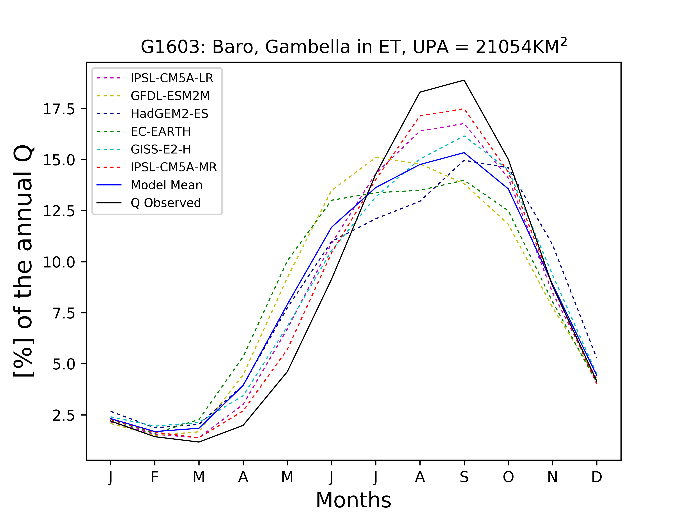 G1603: Baro, Gambella in ET, UPA = 21054KM²
IPSL-CM5A-LR
GFDL-ESM2M
HadGEM2-ES
EC-EARTH
GISS-E2-H
IPSL-CM5A-MR
Model Mean
Q Observed
[%] of the annual Q
17.5
15.0
12.5
10.0
7.5
5.0
2.5
J F M A M J J A S O N D
Months